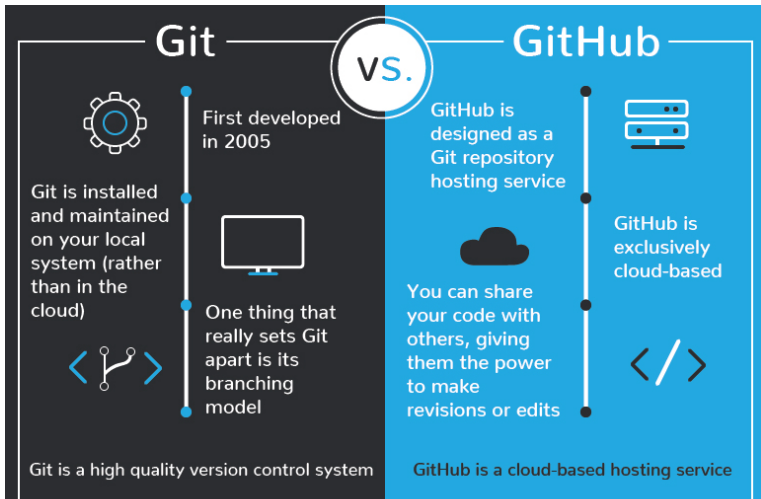 Git
vs.
GitHub
First developed
in 2005
Git is installed
and maintained
on your local
system (rather
than in the
cloud)
One thing that
really sets Git
apart is its
branching
model
Git is a high quality version control system
GitHub is
designed as a
Git repository
hosting service
GitHub is
exclusively
cloud-based
You can share
your code with
others, giving
them the power
to make
revisions or edits
GitHub is a cloud-based hosting service